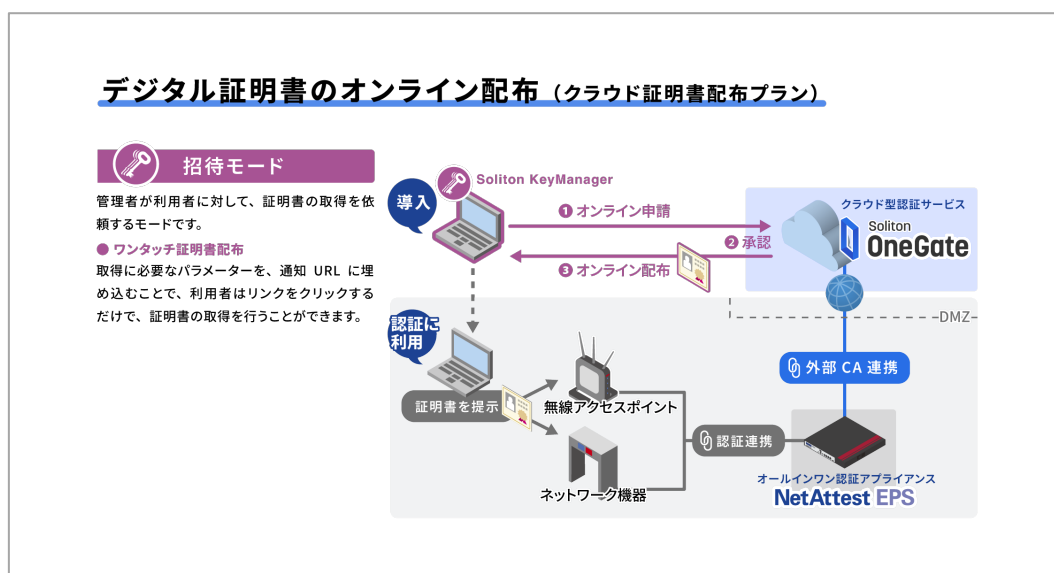 デジタル証明書のオンライン配布（クラウド証明書配布プラン）
招待モード
管理者が利用者に対して、証明書の取得を依
頼するモードです。
● ワンタッチ証明書配布
取得に必要なパラメーターを、通知 URL に埋
め込むことで、利用者はリンクをクリックする
だけで、証明書の取得を行うことができます。
Soliton KeyManager
導入
❶ オンライン申請
❷ 承認
❸ オンライン配布
クラウド型認証サービス
Soliton
OneGate
DMZ
認証に
利用
証明書を提示
無線アクセスポイント
ネットワーク機器
認証連携
外部 CA 連携
オールインワン認証アプライアンス
NetAttest EPS